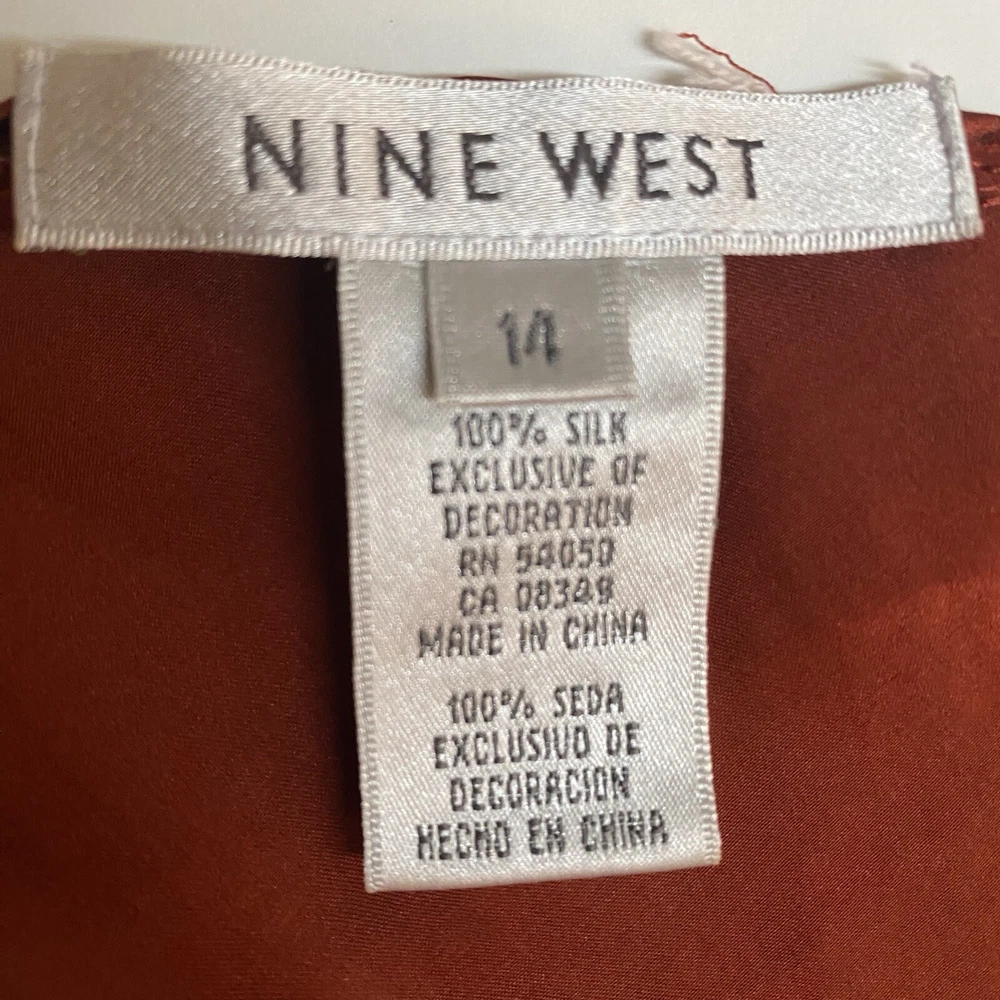 NINE WEST
14
100% SILK
EXCLUSIVE OF
DECORATION
RN 54050
CA 08349
MADE IN CHINA
100% SEDA
EXCLUSIVO DE
DECORACION
HECHO EN CHINA